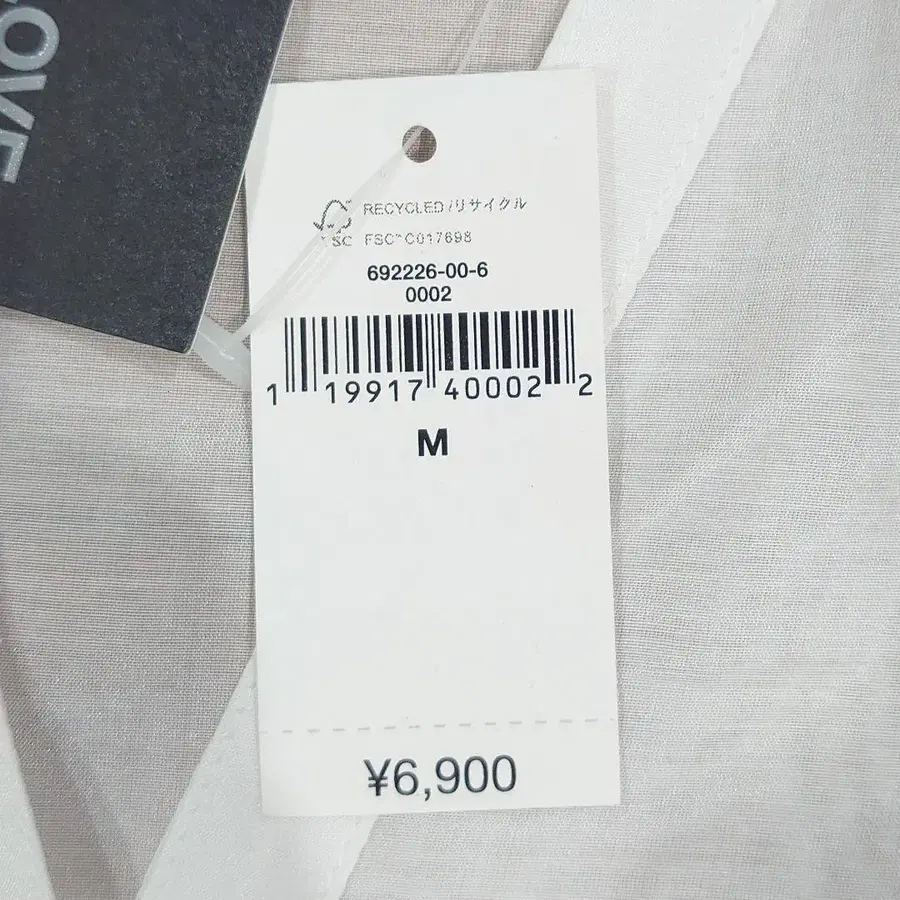 OVE
RECYCLED /リサイクル
FSC FSC™ C017698
692226-00-6
0002
1 19917 40002 2
M
¥6,900